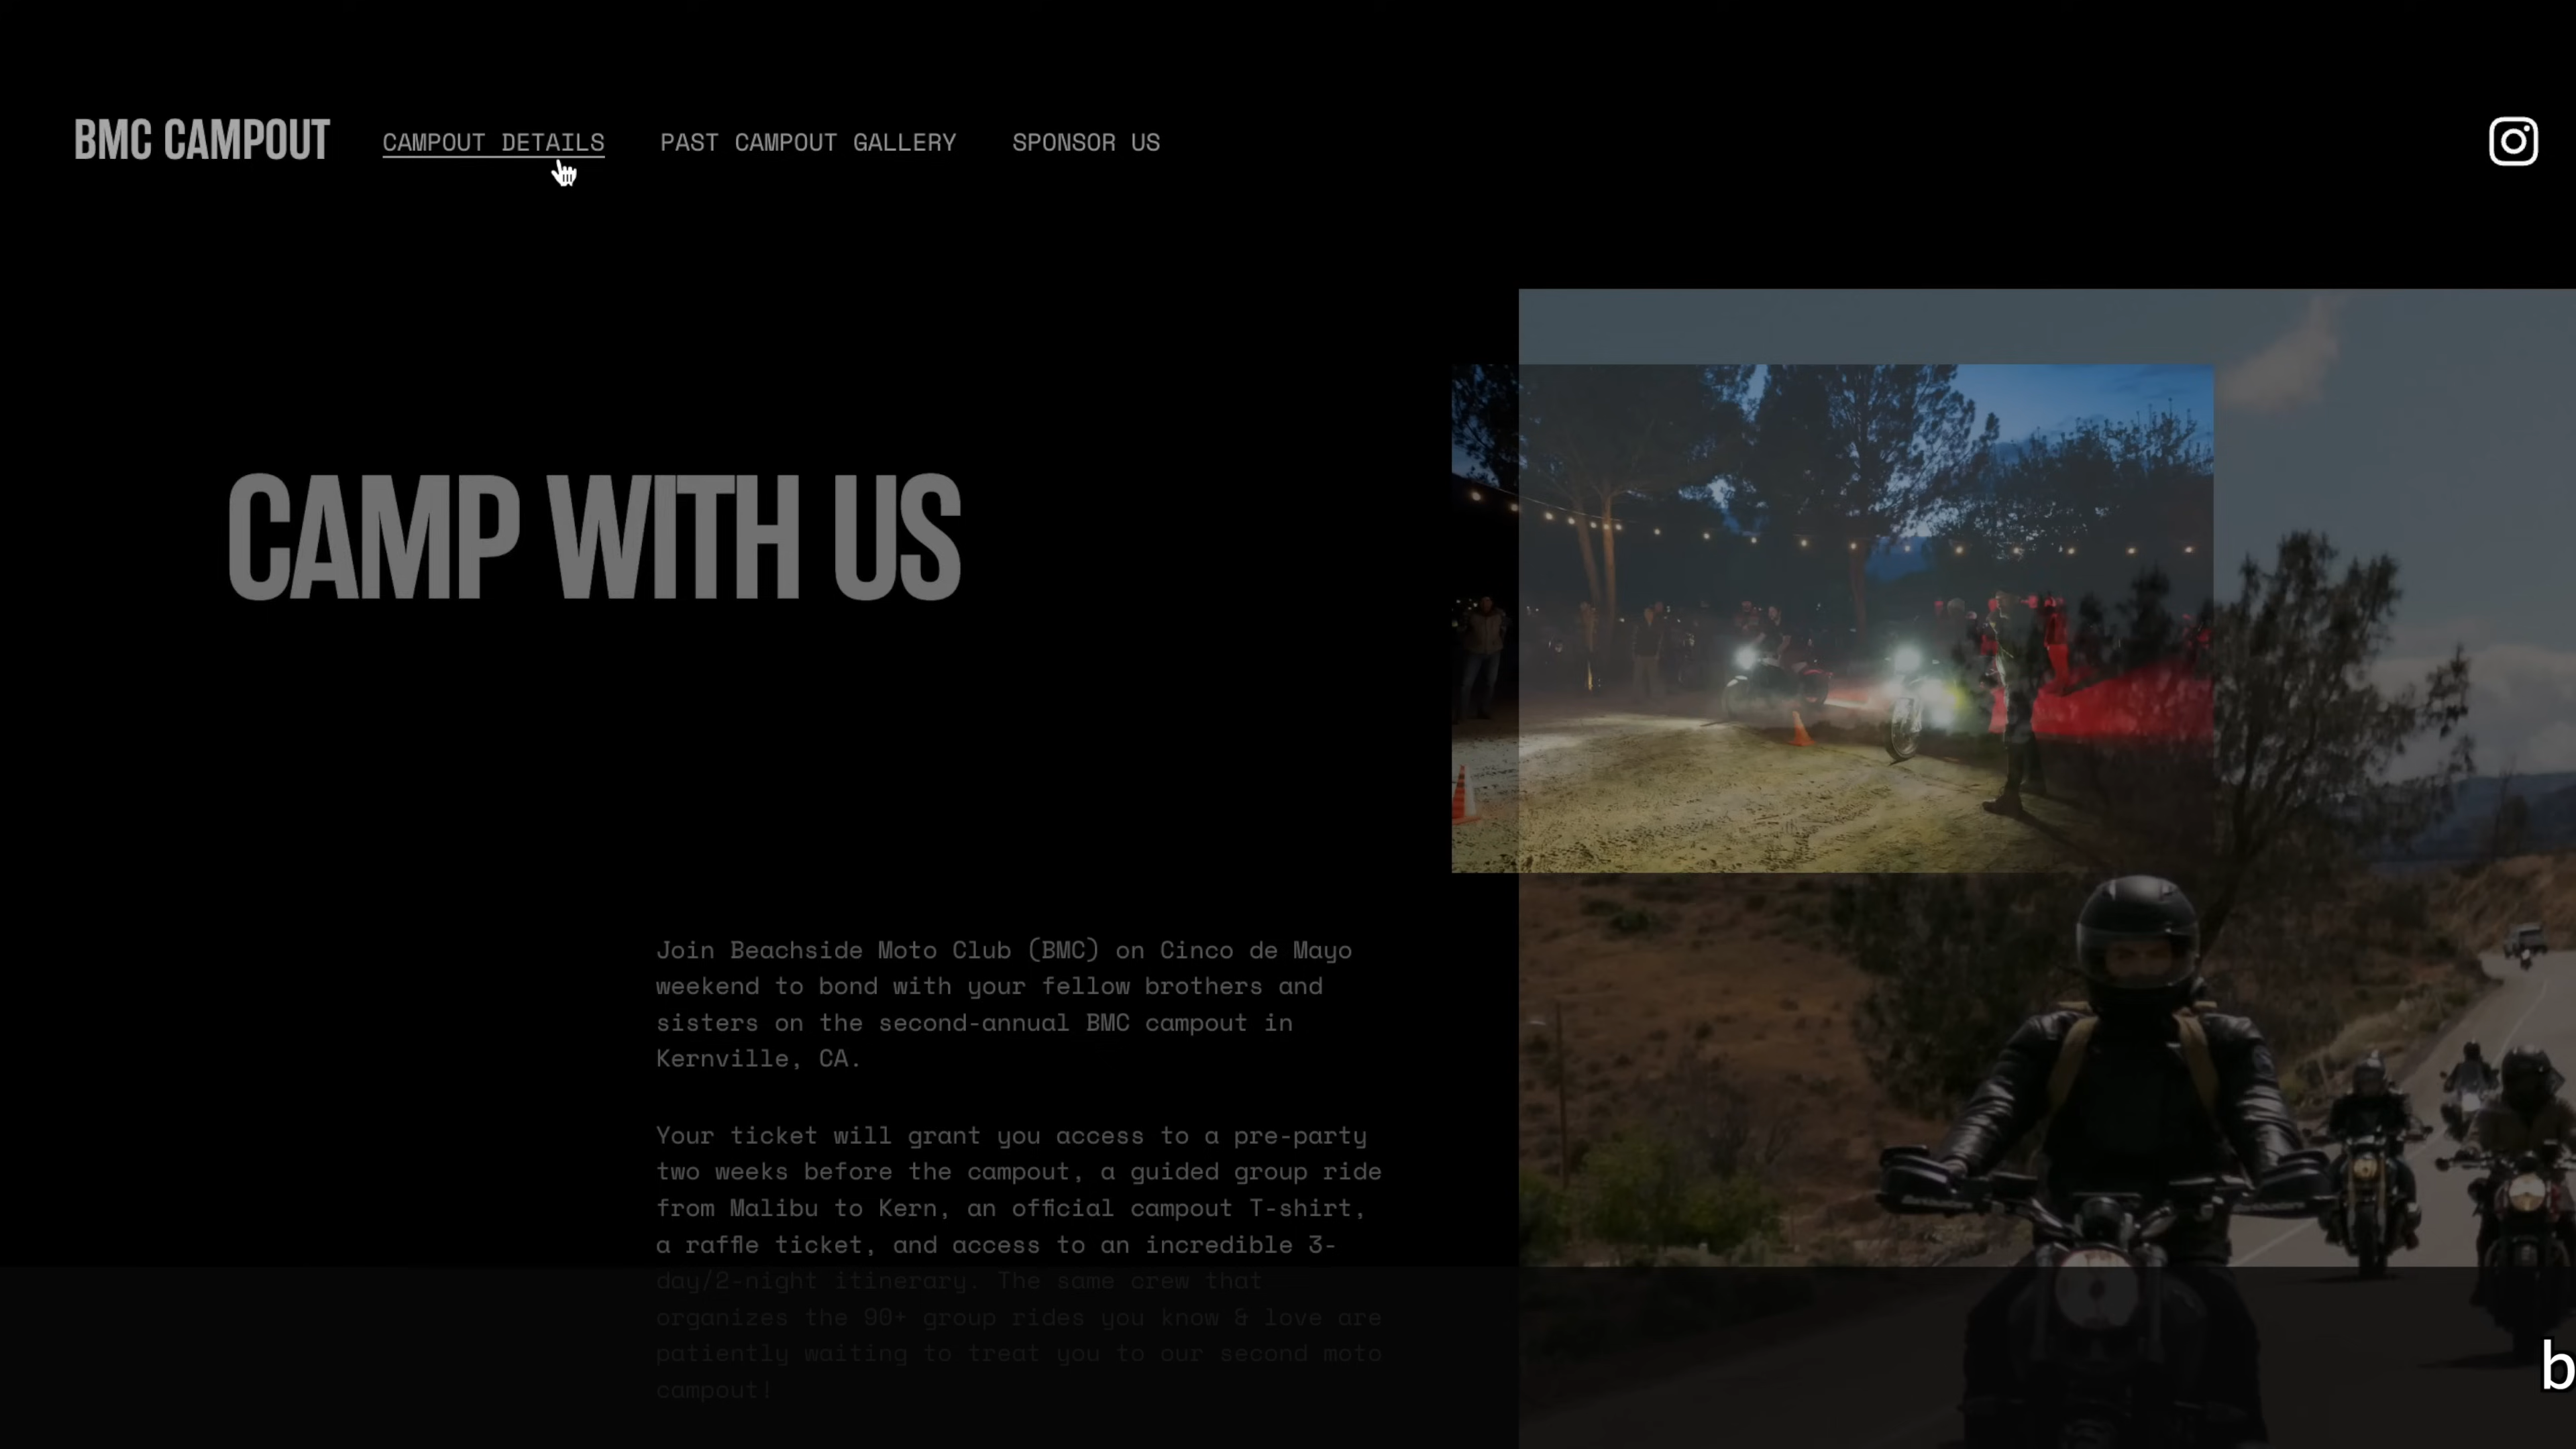 BMC CAMPOUT CAMPOUT DETAILS PAST CAMPOUT GALLERY SPONSOR US
CAMP WITH US
Join Beachside Moto Club (BMC) on Cinco de Mayo
weekend to bond with your fellow brothers and
sisters on the second-annual BMC campout in
Kernville, CA.
Your ticket will grant you access to a pre-party
two weeks before the campout, a guided group ride
from Malibu to Kern, an official campout T-shirt,
a raffle ticket, and access to an incredible 3-
day/2-night itinerary. The same crew that
organizes the 90+ group rides you know & love are
patiently waiting to treat you to our second moto
campout!
b